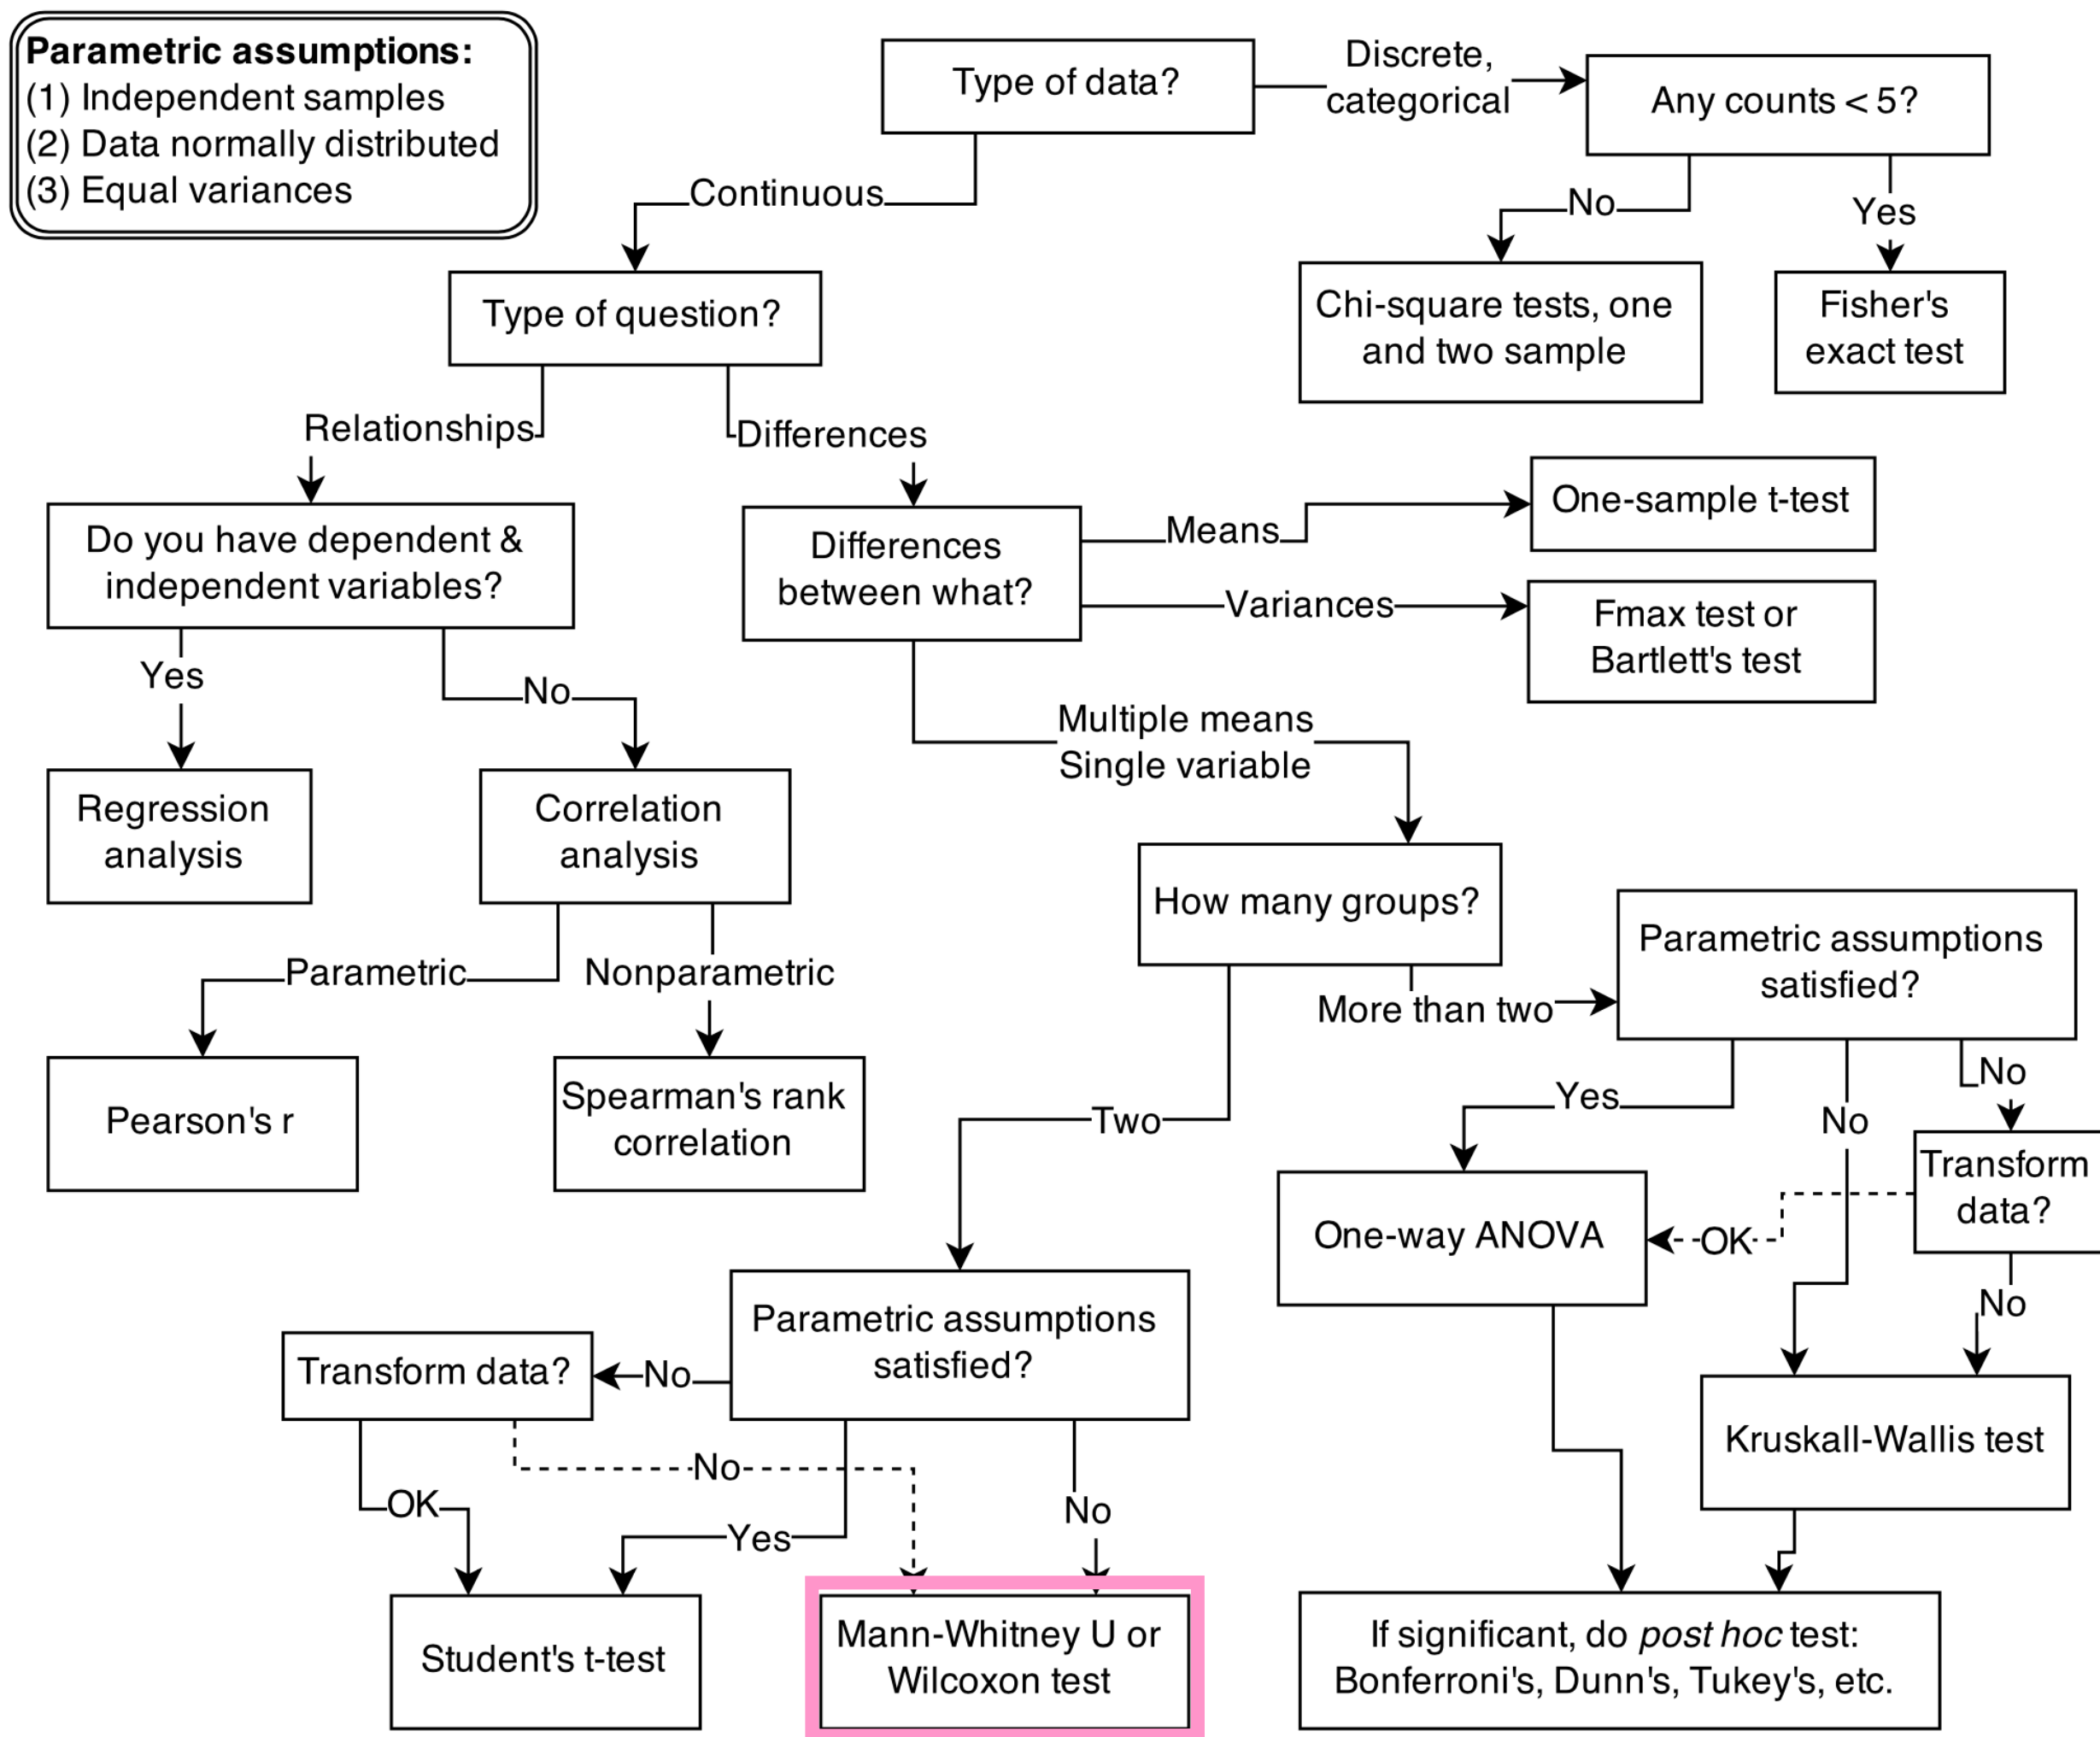 Parametric assumptions:
(1) Independent samples
(2) Data normally distributed
(3) Equal variances
Type of data?
Discrete,
categorical
Any counts < 5?
Continuous
No
Yes
Type of question?
Chi-square tests, one
and two sample
Fisher's
exact test
Relationships
Differences
Do you have dependent &
independent variables?
Differences
between what?
Means
One-sample t-test
Variances
Fmax test or
Bartlett's test
Yes
No
Multiple means
Single variable
Regression
analysis
Correlation
analysis
How many groups?
Parametric
Nonparametric
More than two
Parametric assumptions
satisfied?
Pearson's r
Spearman's rank
correlation
Two
Yes
No
No
One-way ANOVA
OK
Transform
data?
No
Parametric assumptions
satisfied?
No
Transform data?
No
OK
Yes
No
Kruskall-Wallis test
Student's t-test
Mann-Whitney U or
Wilcoxon test
If significant, do post hoc test:
Bonferroni's, Dunn's, Tukey's, etc.